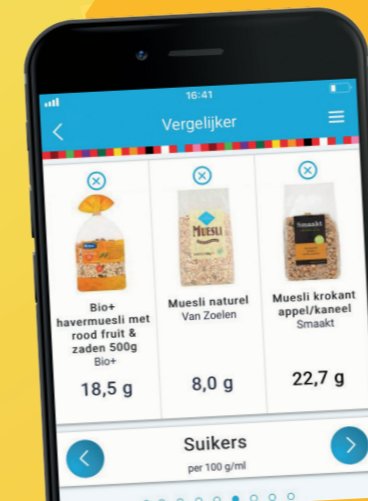 16:41
Vergelijker
MUESLI
Smaakt
Bio+
havermuesli met
rood fruit &
zaden 500g
Bio+
18,5 g
Muesli naturel
Van Zoelen
8,0 g
Muesli krokant
appel/kaneel
Smaakt
22,7 g
Suikers
per 100 g/ml